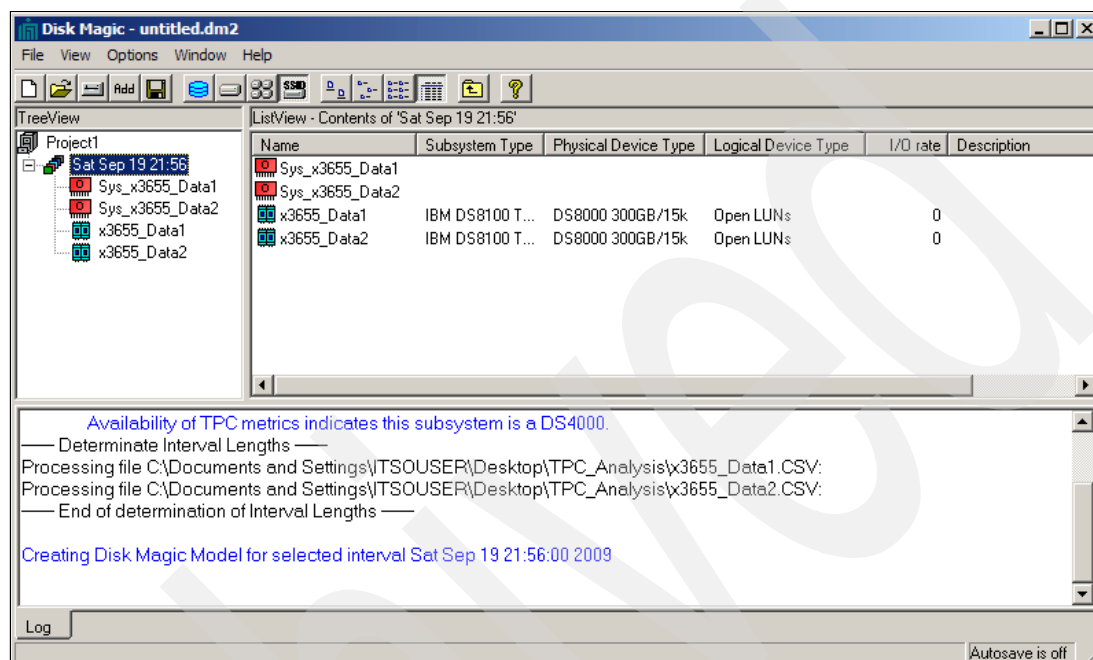 Disk Magic - untitled.dm2
File View Options Window Help
Add
SSID
TreeView
ListView - Contents of 'Sat Sep 19 21:56'
Project1
Sat Sep 19 21:56
Sys_x3655_Data1
Sys_x3655_Data2
x3655_Data1
x3655_Data2
Name Subsystem Type Physical Device Type Logical Device Type I/O rate Description
Sys_x3655_Data1
Sys_x3655_Data2
x3655_Data1 IBM DS8100 T... DS8000 300GB/15k Open LUNs 0
x3655_Data2 IBM DS8100 T... DS8000 300GB/15k Open LUNs 0
Availability of TPC metrics indicates this subsystem is a DS4000.
—— Determinate Interval Lengths ——
Processing file C:\Documents and Settings\ITSOUSER\Desktop\TPC_Analysis\x3655_Data1.CSV:
Processing file C:\Documents and Settings\ITSOUSER\Desktop\TPC_Analysis\x3655_Data2.CSV:
—— End of determination of Interval Lengths ——
Creating Disk Magic Model for selected interval Sat Sep 19 21:56:00 2009
Log
Autosave is off